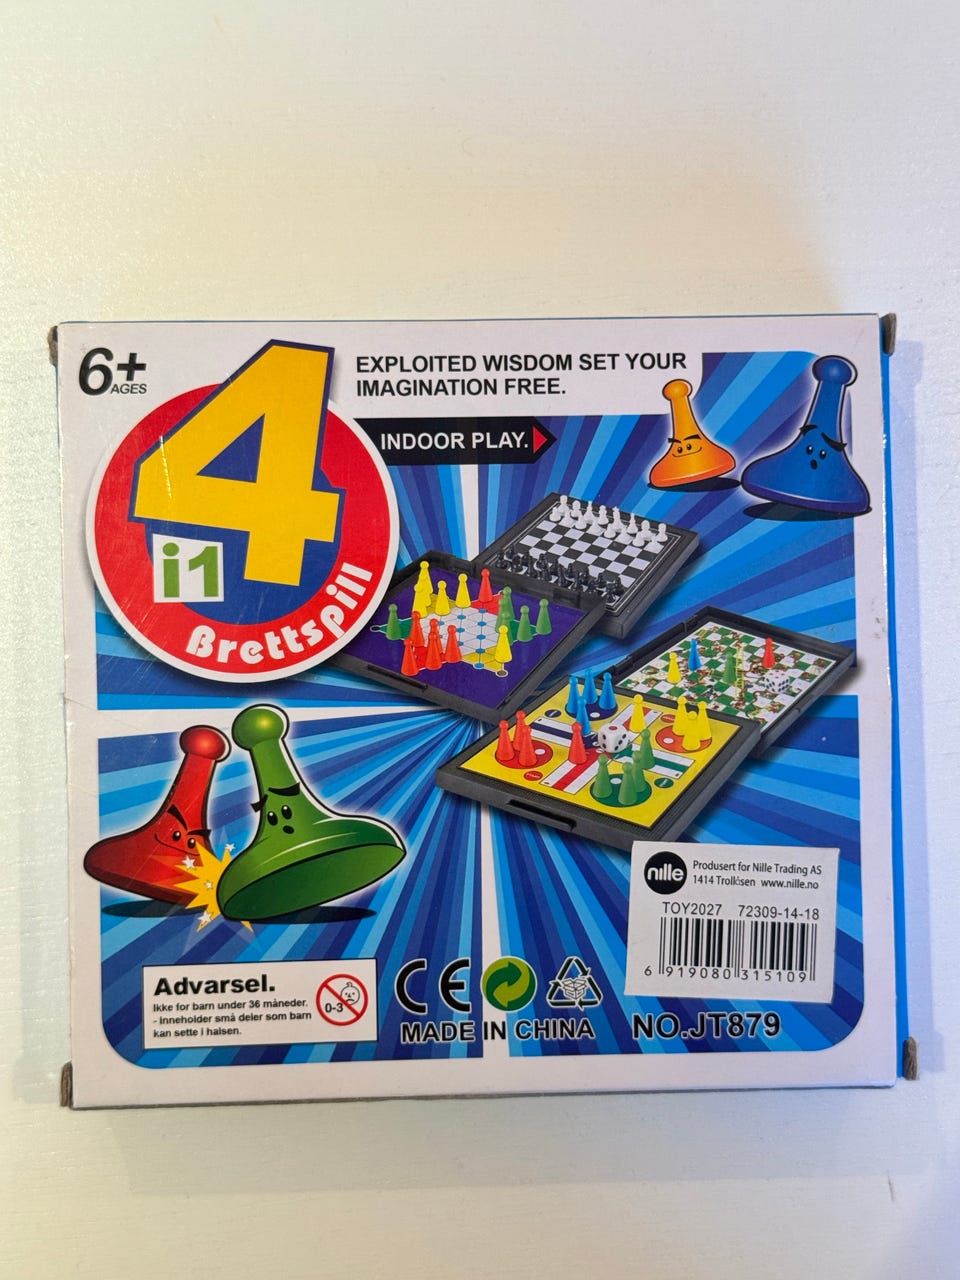 6+
AGES
4
i1
Brettspill
EXPLOITED WISDOM SET YOUR
IMAGINATION FREE.
INDOOR PLAY.
nille
Produsert for Nille Trading AS
1414 Trollåsen www.nille.no
TOY2027 72309-14-18
6 919080 315109
Advarsel.
Ikke for barn under 36 måneder.
- Inneholder små deler som barn
kan sette i halsen.
0-3
CE
MADE IN CHINA
NO.JT879